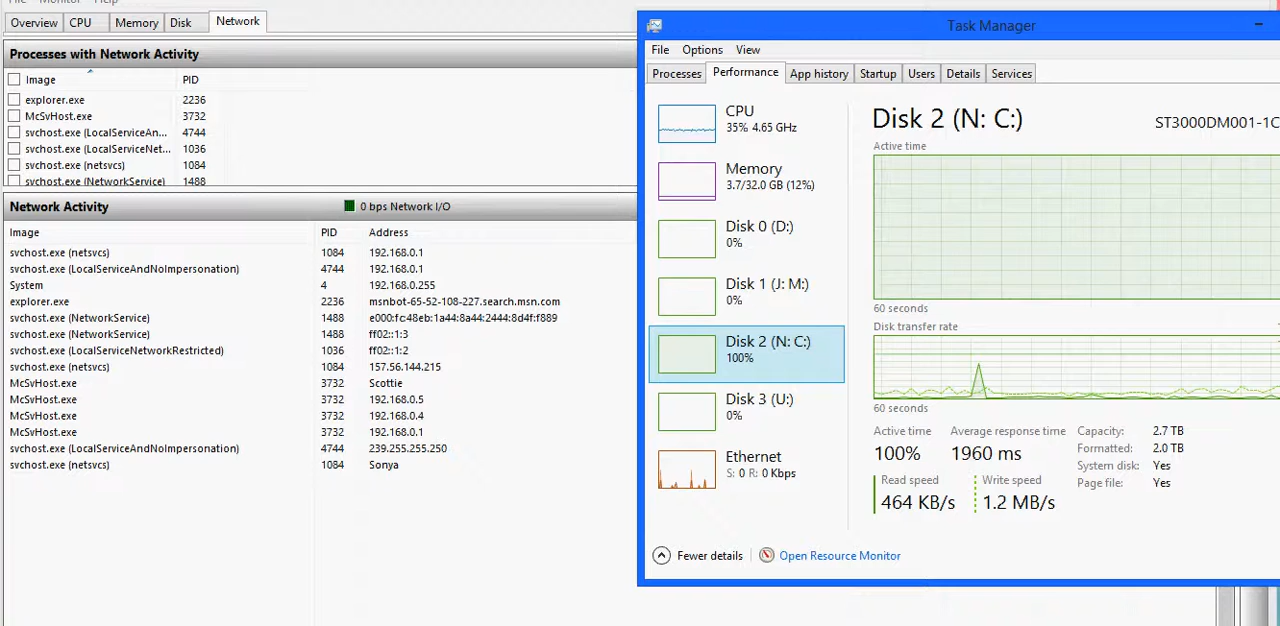 File Monitor Help
Overview CPU Memory Disk Network
Processes with Network Activity
Image PID
explorer.exe 2236
McSvHost.exe 3732
svchost.exe (LocalServiceAn... 4744
svchost.exe (LocalServiceNet... 1036
svchost.exe (netsvcs) 1084
svchost.exe (NetworkService) 1488
Network Activity 0 bps Network I/O
Image PID Address
svchost.exe (netsvcs) 1084 192.168.0.1
svchost.exe (LocalServiceAndNoImpersonation) 4744 192.168.0.1
System 4 192.168.0.255
explorer.exe 2236 msnbot-65-52-108-227.search.msn.com
svchost.exe (NetworkService) 1488 e000:fc48eb:1a44:8a44:2444:8d4f:f889
svchost.exe (NetworkService) 1488 ff02::1:3
svchost.exe (LocalServiceNetworkRestricted) 1036 ff02::1:2
svchost.exe (netsvcs) 1084 157.56.144.215
McSvHost.exe 3732 Scottie
McSvHost.exe 3732 192.168.0.5
McSvHost.exe 3732 192.168.0.4
McSvHost.exe 3732 192.168.0.1
svchost.exe (LocalServiceAndNoImpersonation) 4744 239.255.255.250
svchost.exe (netsvcs) 1084 Sonya
Task Manager
File Options View
Processes Performance App history Startup Users Details Services
CPU
35% 4.65 GHz
Memory
3.7/32.0 GB (12%)
Disk 0 (D:)
0%
Disk 1 (J: M:)
0%
Disk 2 (N: C:)
100%
Disk 3 (U:)
0%
Ethernet
S: 0 R: 0 Kbps
Disk 2 (N: C:) ST3000DM001-1C
Active time
60 seconds
Disk transfer rate
60 seconds
Active time Average response time
100% 1960 ms
Read speed Write speed
464 KB/s 1.2 MB/s
Capacity: 2.7 TB
Formatted: 2.0 TB
System disk: Yes
Page file: Yes
Fewer details Open Resource Monitor